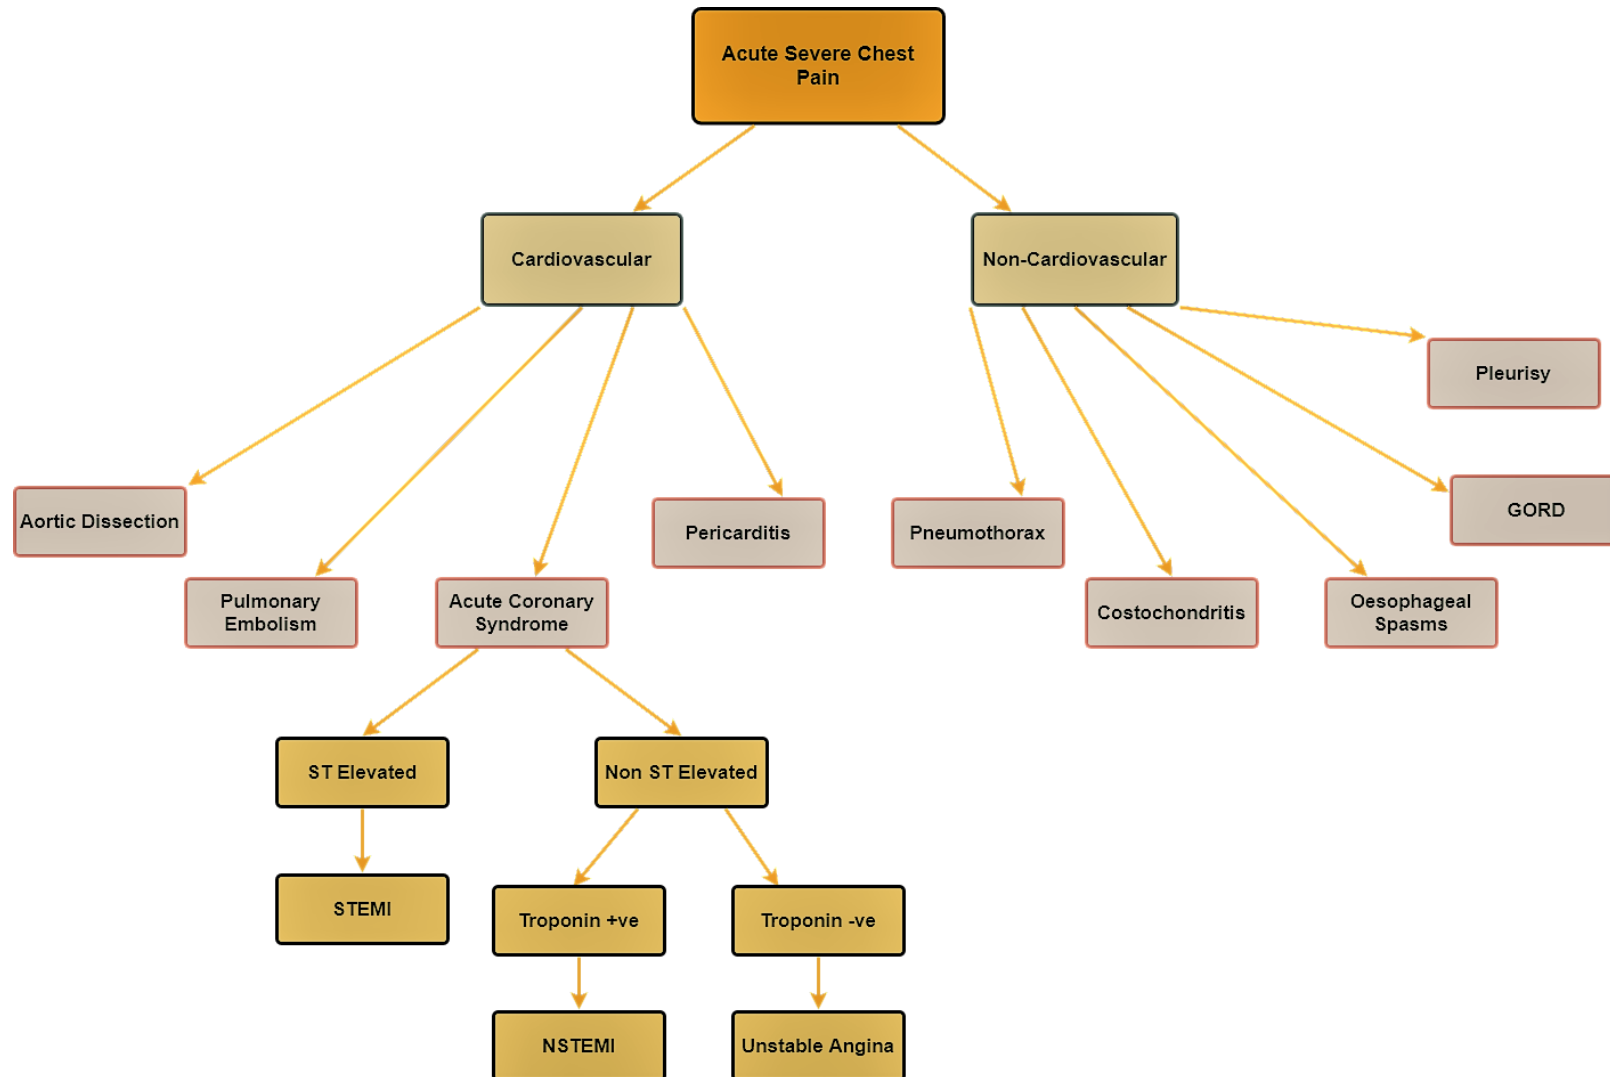 Acute Severe Chest
Pain
Cardiovascular
Non-Cardiovascular
Pleurisy
Aortic Dissection
Pericarditis
Pneumothorax
GORD
Pulmonary
Embolism
Acute Coronary
Syndrome
Costochondritis
Oesophageal
Spasms
ST Elevated
Non ST Elevated
STEMI
Troponin +ve
Troponin -ve
NSTEMI
Unstable Angina